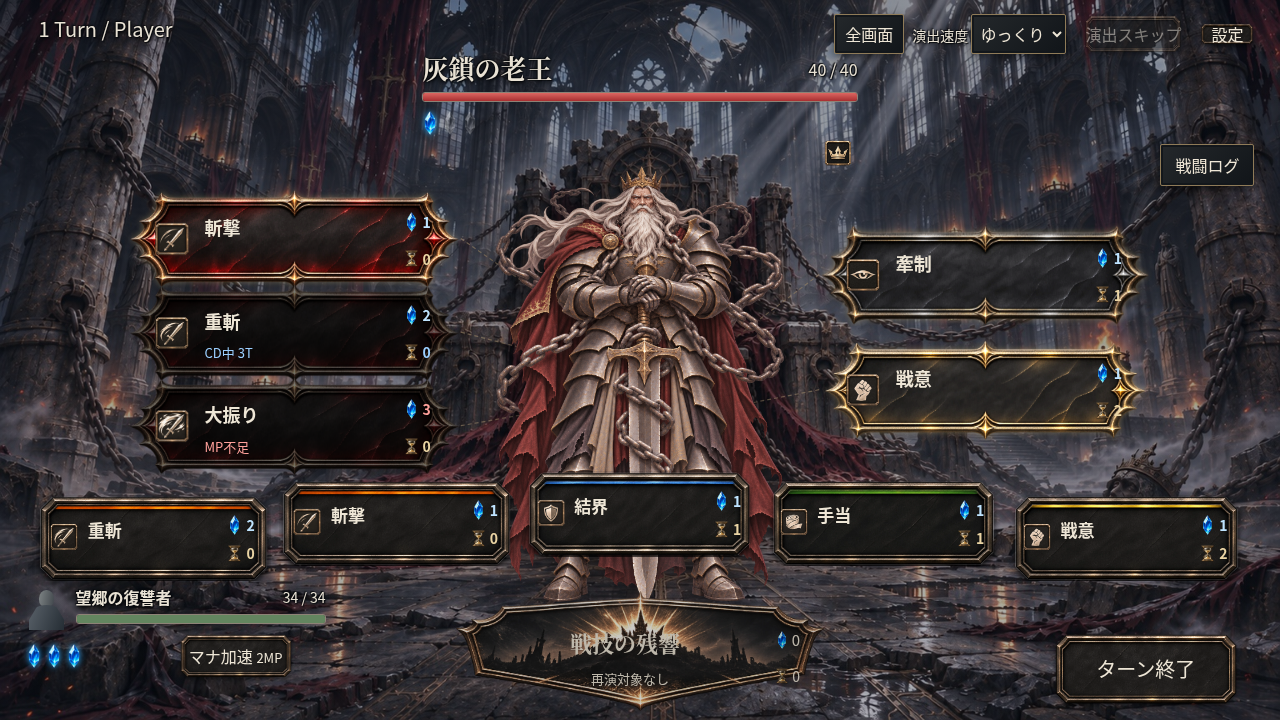 1 Turn / Player
全画面
演出速度
ゆっくり
演出スキップ
設定
灰鎖の老王
40 / 40
戦闘ログ
斬撃
1
0
重斬
2
CD中 3T
0
大振り
3
MP不足
0
牽制
1
1
戦意
1
2
重斬
2
0
斬撃
1
0
結界
1
1
手当
1
1
戦意
1
2
望郷の復讐者
34 / 34
マナ加速 2MP
戦技の残響
0
再演対象なし
0
ターン終了